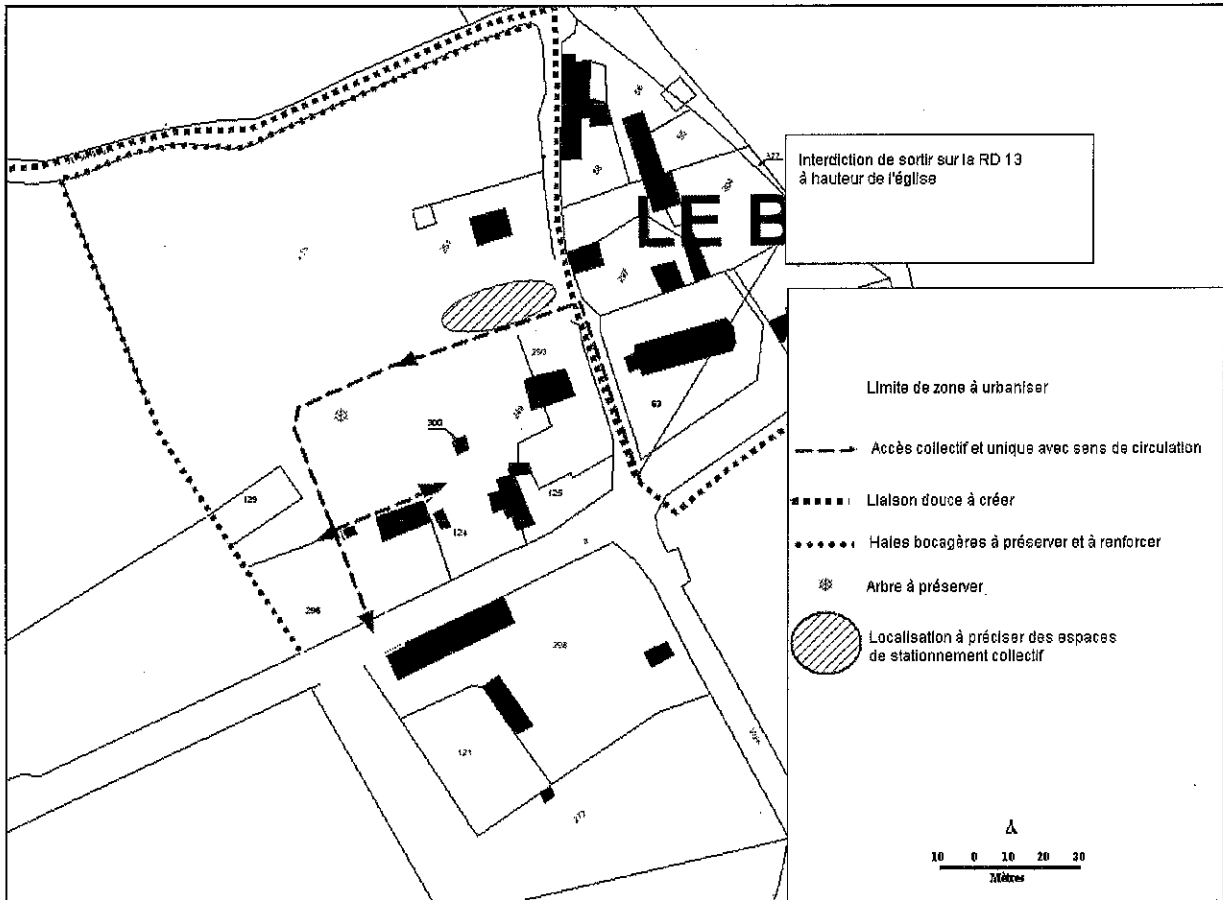 Interdiction de sortir sur la RD 13
à hauteur de l'église
LE B
290
300
63
129
125
124
296
298
121
277
Limite de zone à urbaniser
Accès collectif et unique avec sens de circulation
Liaison douce à créer
Haies bocagères à préserver et à renforcer
Arbre à préserver
Localisation à préciser des espaces
de stationnement collectif
10 0 10 20 30
Mètres